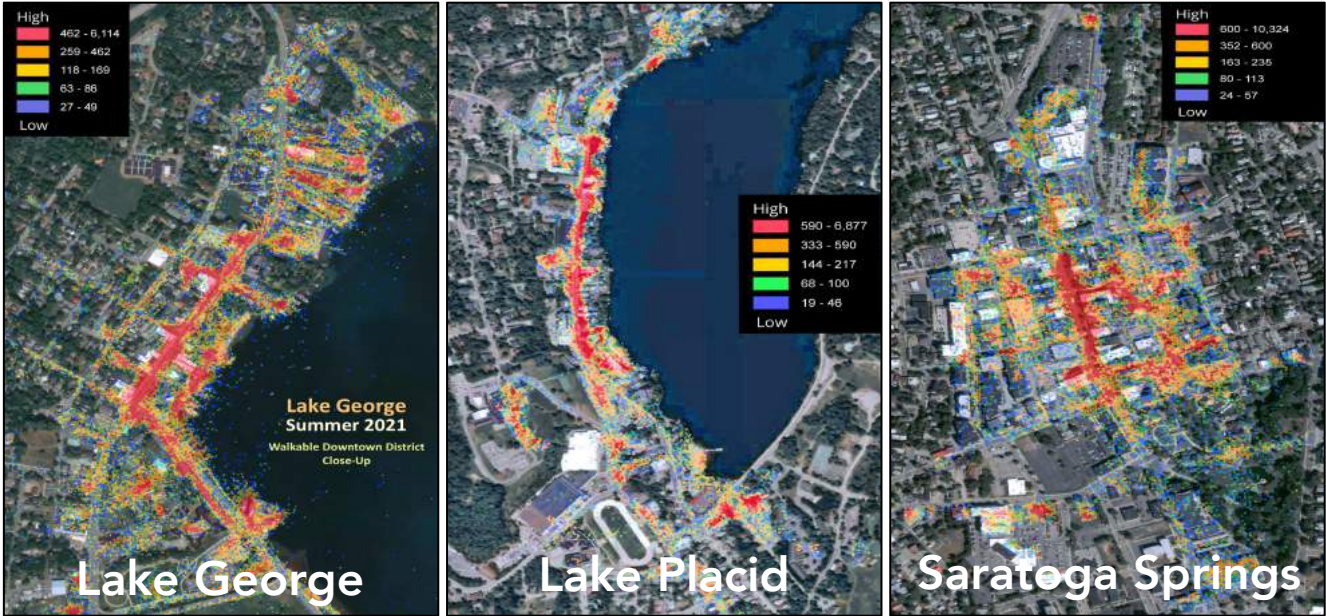 High
462 - 6,114
259 - 462
118 - 169
63 - 86
27 - 49
Low
Lake George
Summer 2021
Walkable Downtown District
Close-Up
Lake George
High
590 - 6,877
333 - 590
144 - 217
68 - 100
19 - 46
Low
Lake Placid
High
600 - 10,324
352 - 600
163 - 235
80 - 113
24 - 57
Low
Saratoga Springs